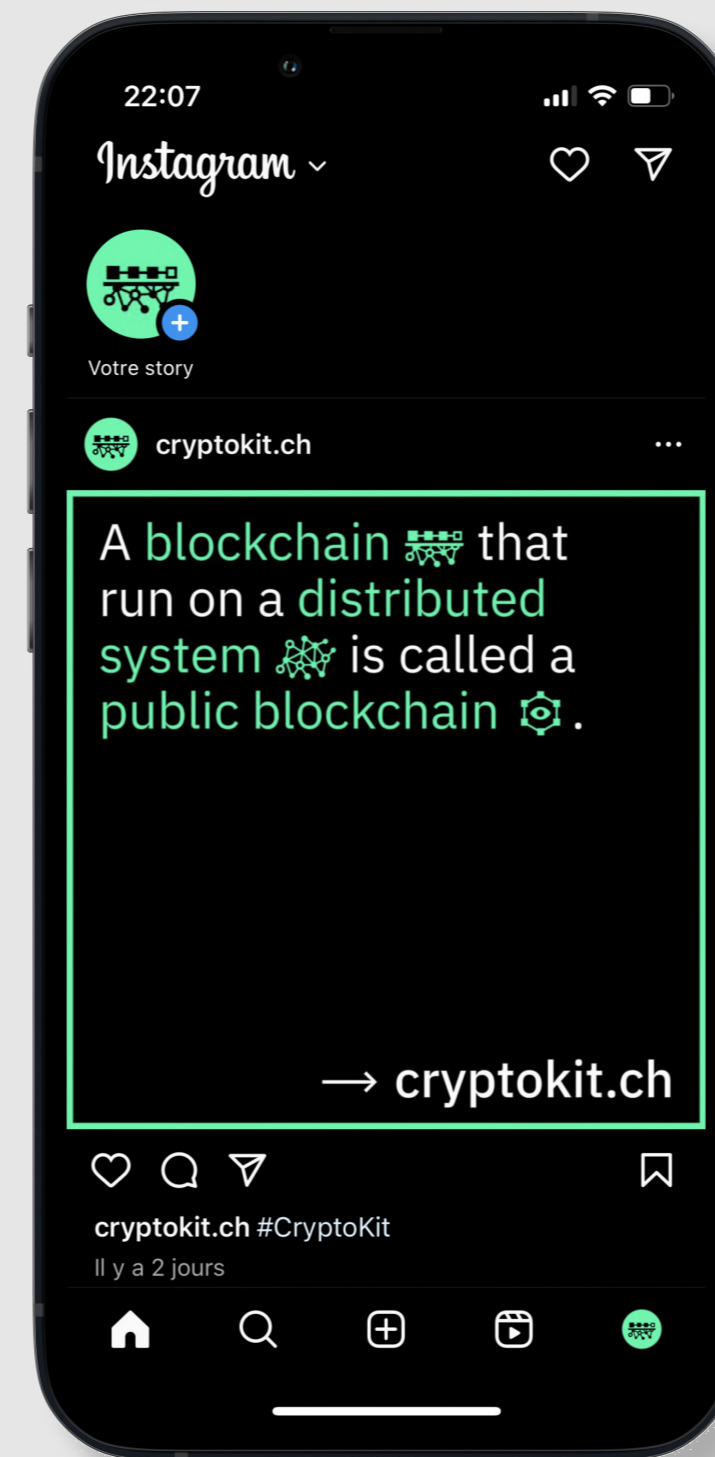 22:07
Instagram
Votre story
cryptokit.ch
A blockchain that
run on a distributed
system is called a
public blockchain .
→ cryptokit.ch
cryptokit.ch #CryptoKit
Il y a 2 jours